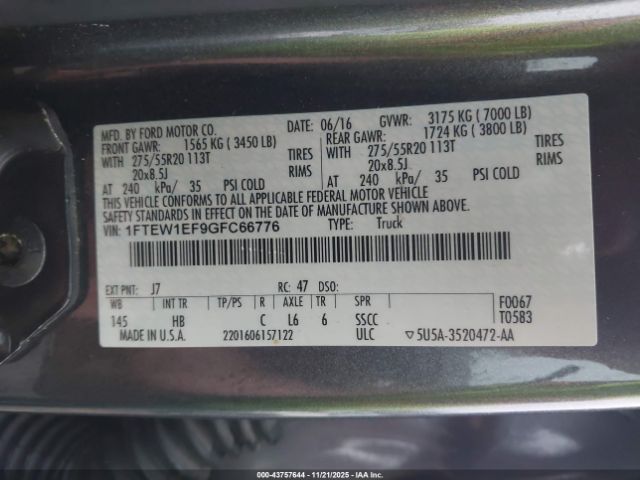 MFD. BY FORD MOTOR CO. DATE: 06/16 GVWR: 3175 KG ( 7000 LB)
FRONT GAWR: 1565 KG ( 3450 LB) REAR GAWR: 1724 KG ( 3800 LB)
WITH 275/55R20 113T TIRES WITH 275/55R20 113T TIRES
20x8.5J RIMS 20x8.5J RIMS
AT 240 kPa/ 35 PSI COLD AT 240 kPa/ 35 PSI COLD
THIS VEHICLE CONFORMS TO ALL APPLICABLE FEDERAL MOTOR VEHICLE
SAFETY STANDARDS IN EFFECT ON THE DATE OF MANUFACTURE SHOWN ABOVE.
VIN: 1FTEW1EF9GFC66776 TYPE: Truck
EXT PNT: J7 RC: 47 DSO:
WB INT TR TP/PS R AXLE TR SPR F0067
145 HB C L6 6 SSCC T0583
MADE IN U.S.A. 2201606157122 ULC ▽5U5A-3520472-AA
000-43757644 - 11/21/2025 - IAA Inc.